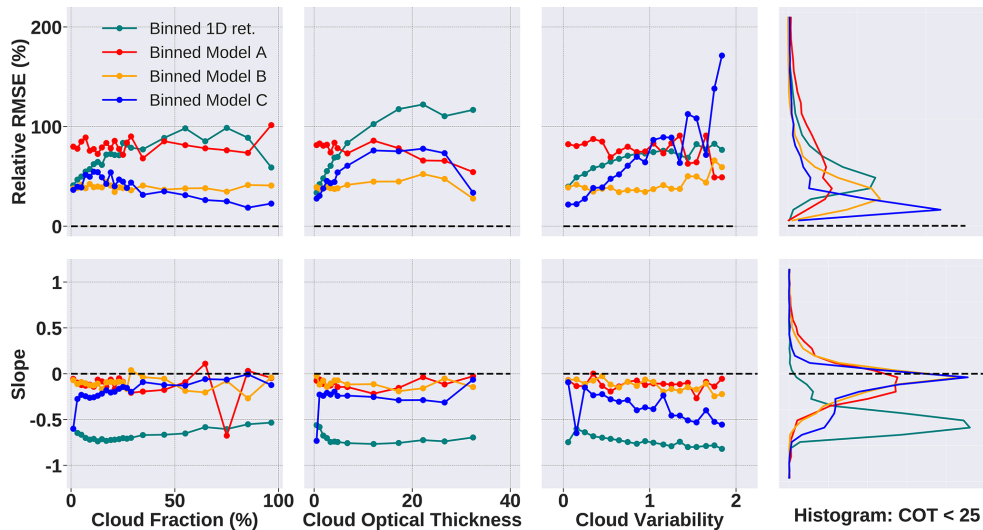 Relative RMSE (%)
200
100
0
Binned 1D ret.
Binned Model A
Binned Model B
Binned Model C
Slope
1
0.5
0
-0.5
-1
0
50
100
0
20
40
0
1
2
Cloud Fraction (%)
Cloud Optical Thickness
Cloud Variability
Histogram: COT < 25